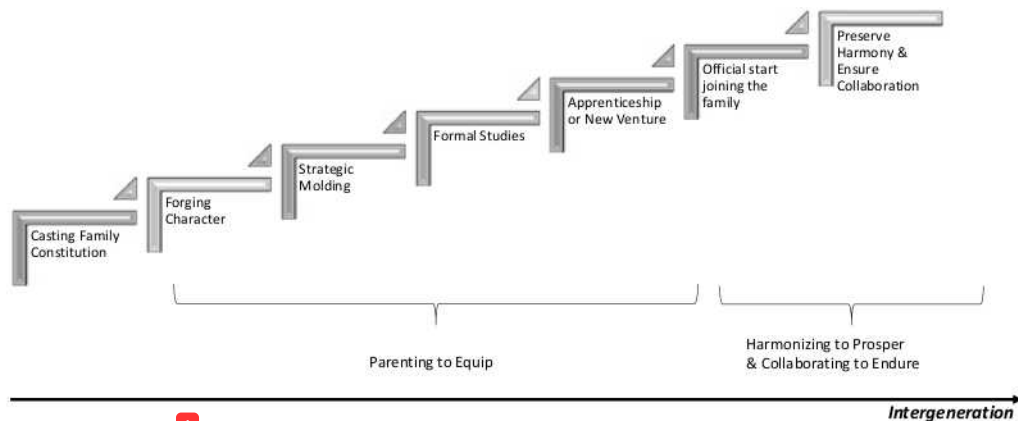 Casting Family
Constitution
Forging
Character
Strategic
Molding
Formal Studies
Apprenticeship
or New Venture
Official start
joining the
family
Preserve
Harmony &
Ensure
Collaboration
Parenting to Equip
Harmonizing to Prosper
& Collaborating to Endure
Intergeneration